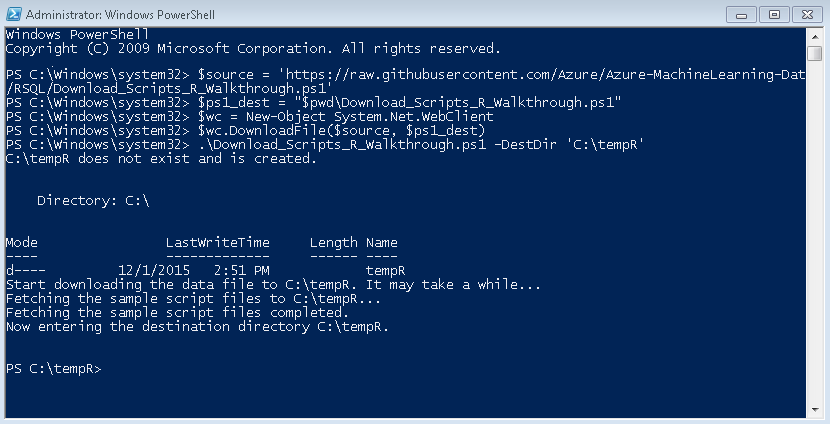 Administrator: Windows PowerShell
Windows PowerShell
Copyright (C) 2009 Microsoft Corporation. All rights reserved.
PS C:\Windows\system32> $source = 'https://raw.githubusercontent.com/Azure/Azure-MachineLearning-Dat
/RSQL/Download_Scripts_R_Walkthrough.ps1'
PS C:\Windows\system32> $ps1_dest = "$pwd\Download_Scripts_R_Walkthrough.ps1"
PS C:\Windows\system32> $wc = New-Object System.Net.WebClient
PS C:\Windows\system32> $wc.DownloadFile($source, $ps1_dest)
PS C:\Windows\system32> .\Download_Scripts_R_Walkthrough.ps1 -DestDir 'C:\tempR'
C:\tempR does not exist and is created.
Directory: C:\
Mode LastWriteTime Length Name
---- ------------- ------ ----
d---- 12/1/2015 2:51 PM tempR
Start downloading the data file to C:\tempR. It may take a while...
Fetching the sample script files to C:\tempR...
Fetching the sample script files completed.
Now entering the destination directory C:\tempR.
PS C:\tempR>